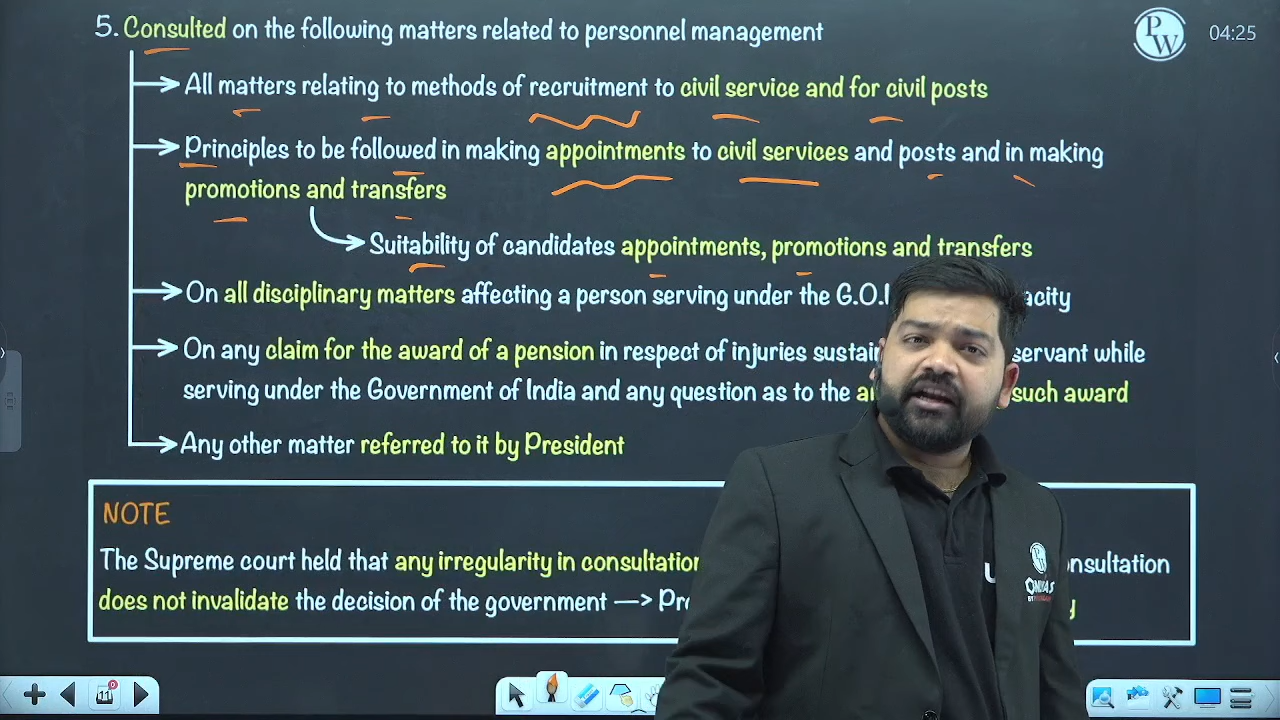 5. Consulted on the following matters related to personnel management
PW
04:25
All matters relating to methods of recruitment to civil service and for civil posts
Principles to be followed in making appointments to civil services and posts and in making
promotions and transfers
Suitability of candidates appointments, promotions and transfers
On all disciplinary matters affecting a person serving under the G.O.I
On any claim for the award of a pension in respect of injuries servant while
serving under the Government of India and any question as to the such award
Any other matter referred to it by President
NOTE
The Supreme court held that any irregularity in consultation
does not invalidate the decision of the government
11